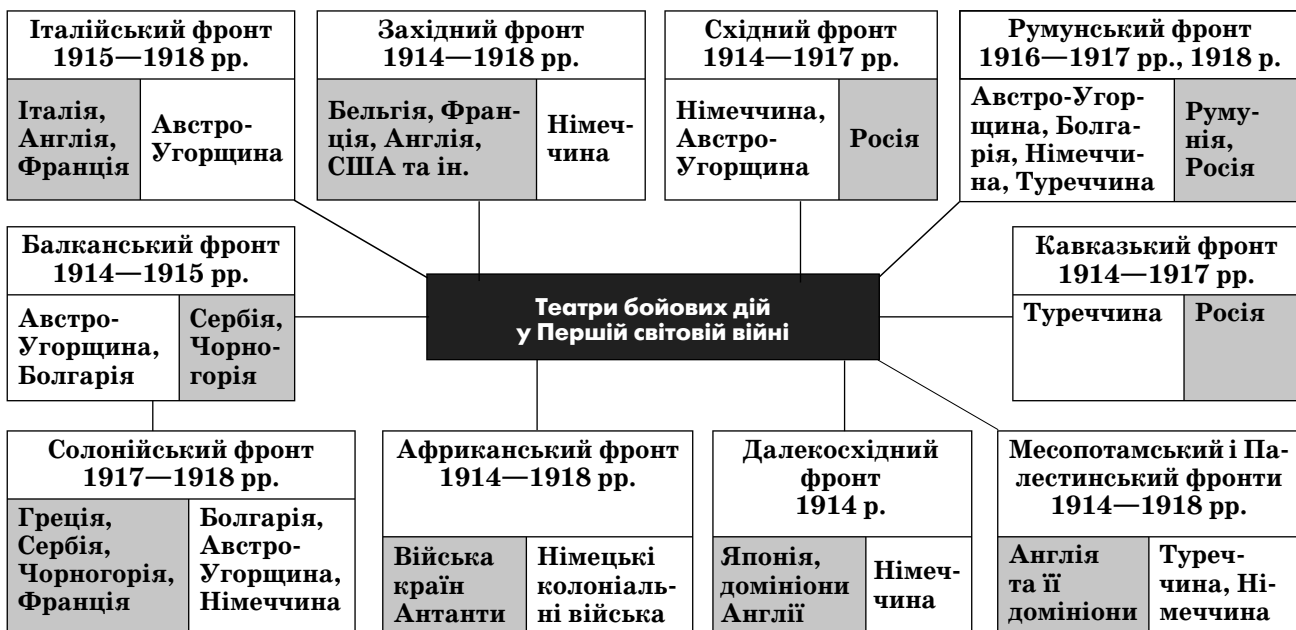 Італійський фронт
1915—1918 рр.
Італія,
Англія,
Франція
Австро-
Угорщина
Західний фронт
1914—1918 рр.
Бельгія, Фран-
ція, Англія,
США та ін.
Німеч-
чина
Східний фронт
1914—1917 рр.
Німеччина,
Австро-
Угорщина
Росія
Румунський фронт
1916—1917 рр., 1918 р.
Австро-Угор-
щина, Болга-
рія, Німеччи-
на, Туреччина
Руму-
нія,
Росія
Балканський фронт
1914—1915 рр.
Австро-
Угорщина,
Болгарія
Сербія,
Чорно-
горія
Театри бойових дій
у Першій світовій війні
Кавказький фронт
1914—1917 рр.
Туреччина
Росія
Солонійський фронт
1917—1918 рр.
Греція,
Сербія,
Чорногорія,
Франція
Болгарія,
Австро-
Угорщина,
Німеччина
Африканський фронт
1914—1918 рр.
Війська
країн
Антанти
Німецькі
колоніаль-
ні війська
Далекосхідний
фронт
1914 р.
Японія,
домініони
Англії
Німеч-
чина
Месопотамський і Па-
лестинський фронти
1914—1918 рр.
Англія
та її
домініони
Туреч-
чина, Ні-
меччина